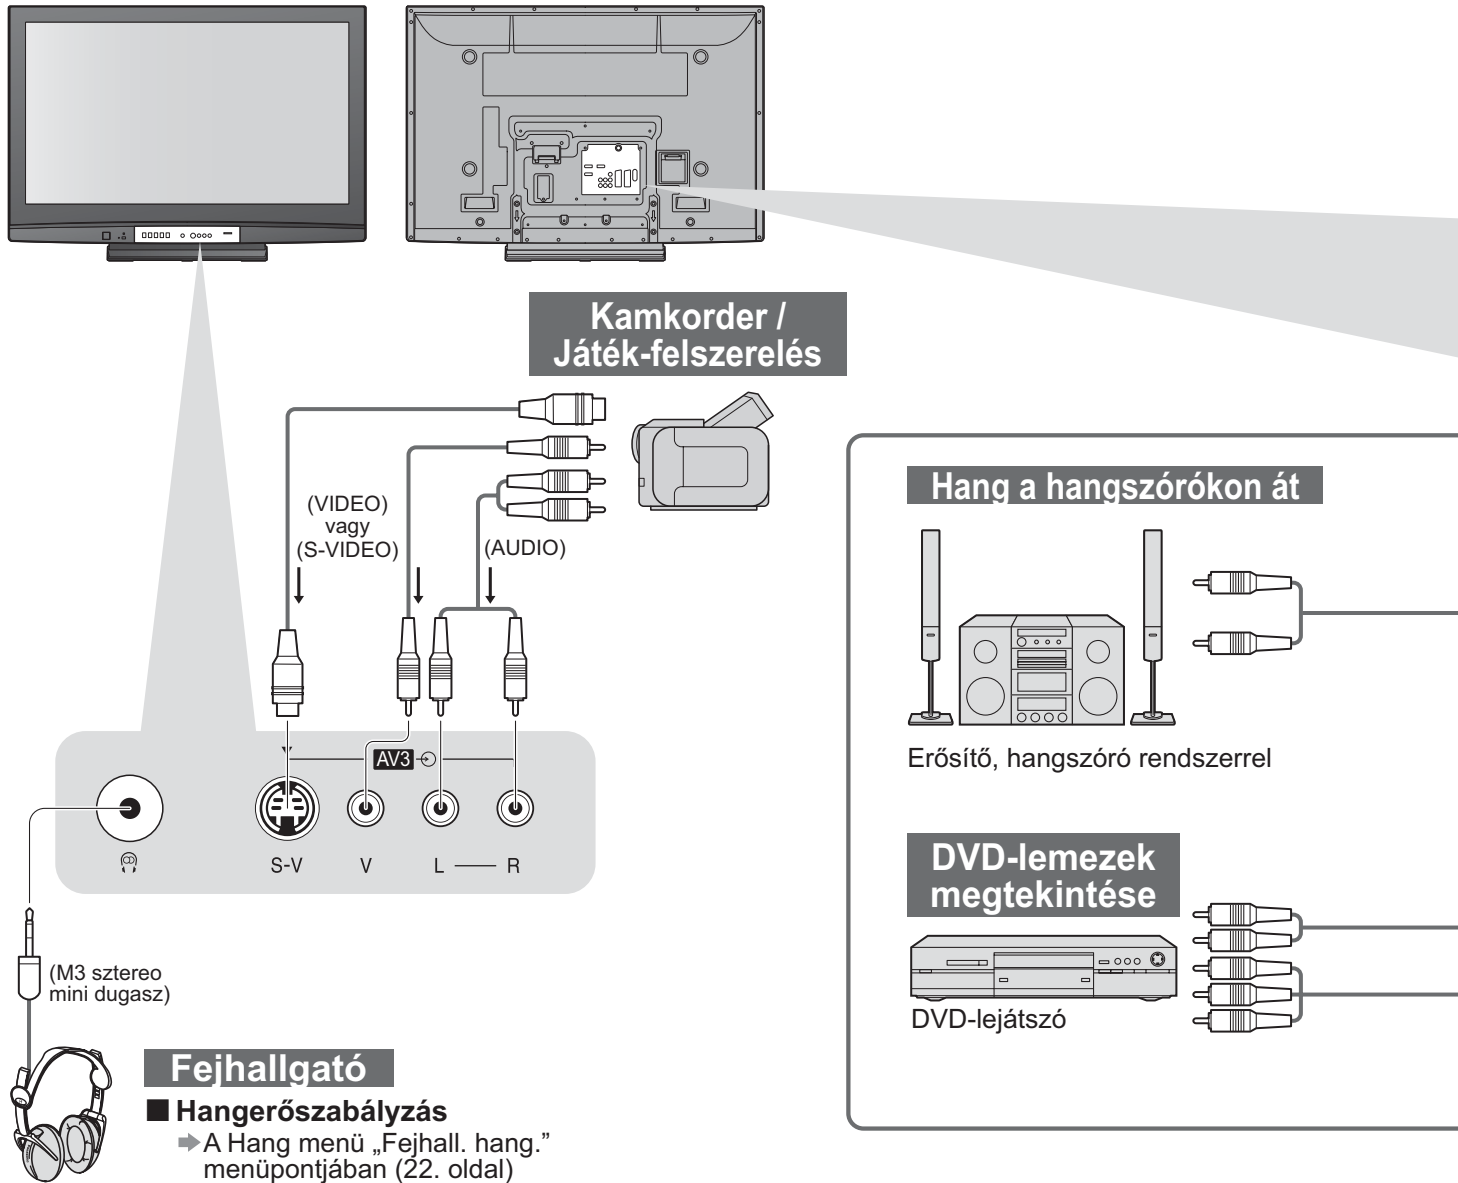 Kamkorder /
Játék-felszerelés
(VIDEO)
vagy
(S-VIDEO)
(AUDIO)
AV3
S-V V L R
(M3 sztereo
mini dugasz)
Fejhallgató
Hangerőszabályzás
A Hang menü „Fejhall. hang.”
menüpontjában (22. oldal)
Hang a hangszórókon át
Erősítő, hangszóró rendszerrel
DVD-lemezek
megtekintése
DVD-lejátszó